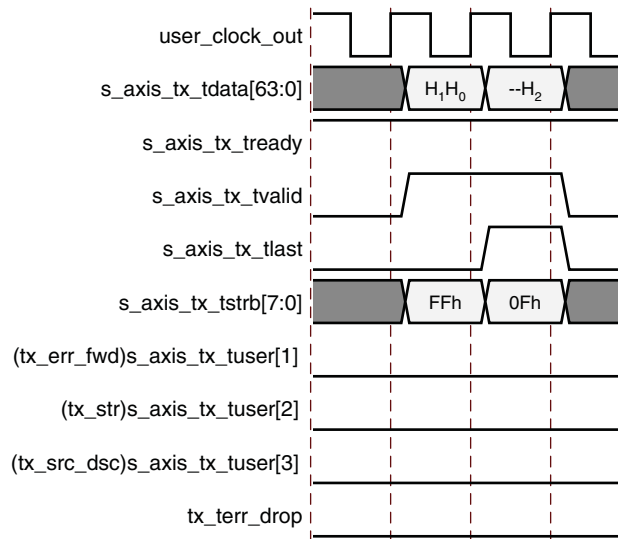 user_clock_out
s_axis_tx_tdata[63:0] H₁H₀ --H₂
s_axis_tx_tready
s_axis_tx_tvalid
s_axis_tx_tlast
s_axis_tx_tstrb[7:0] FFh 0Fh
(tx_err_fwd)s_axis_tx_tuser[1]
(tx_str)s_axis_tx_tuser[2]
(tx_src_dsc)s_axis_tx_tuser[3]
tx_terr_drop